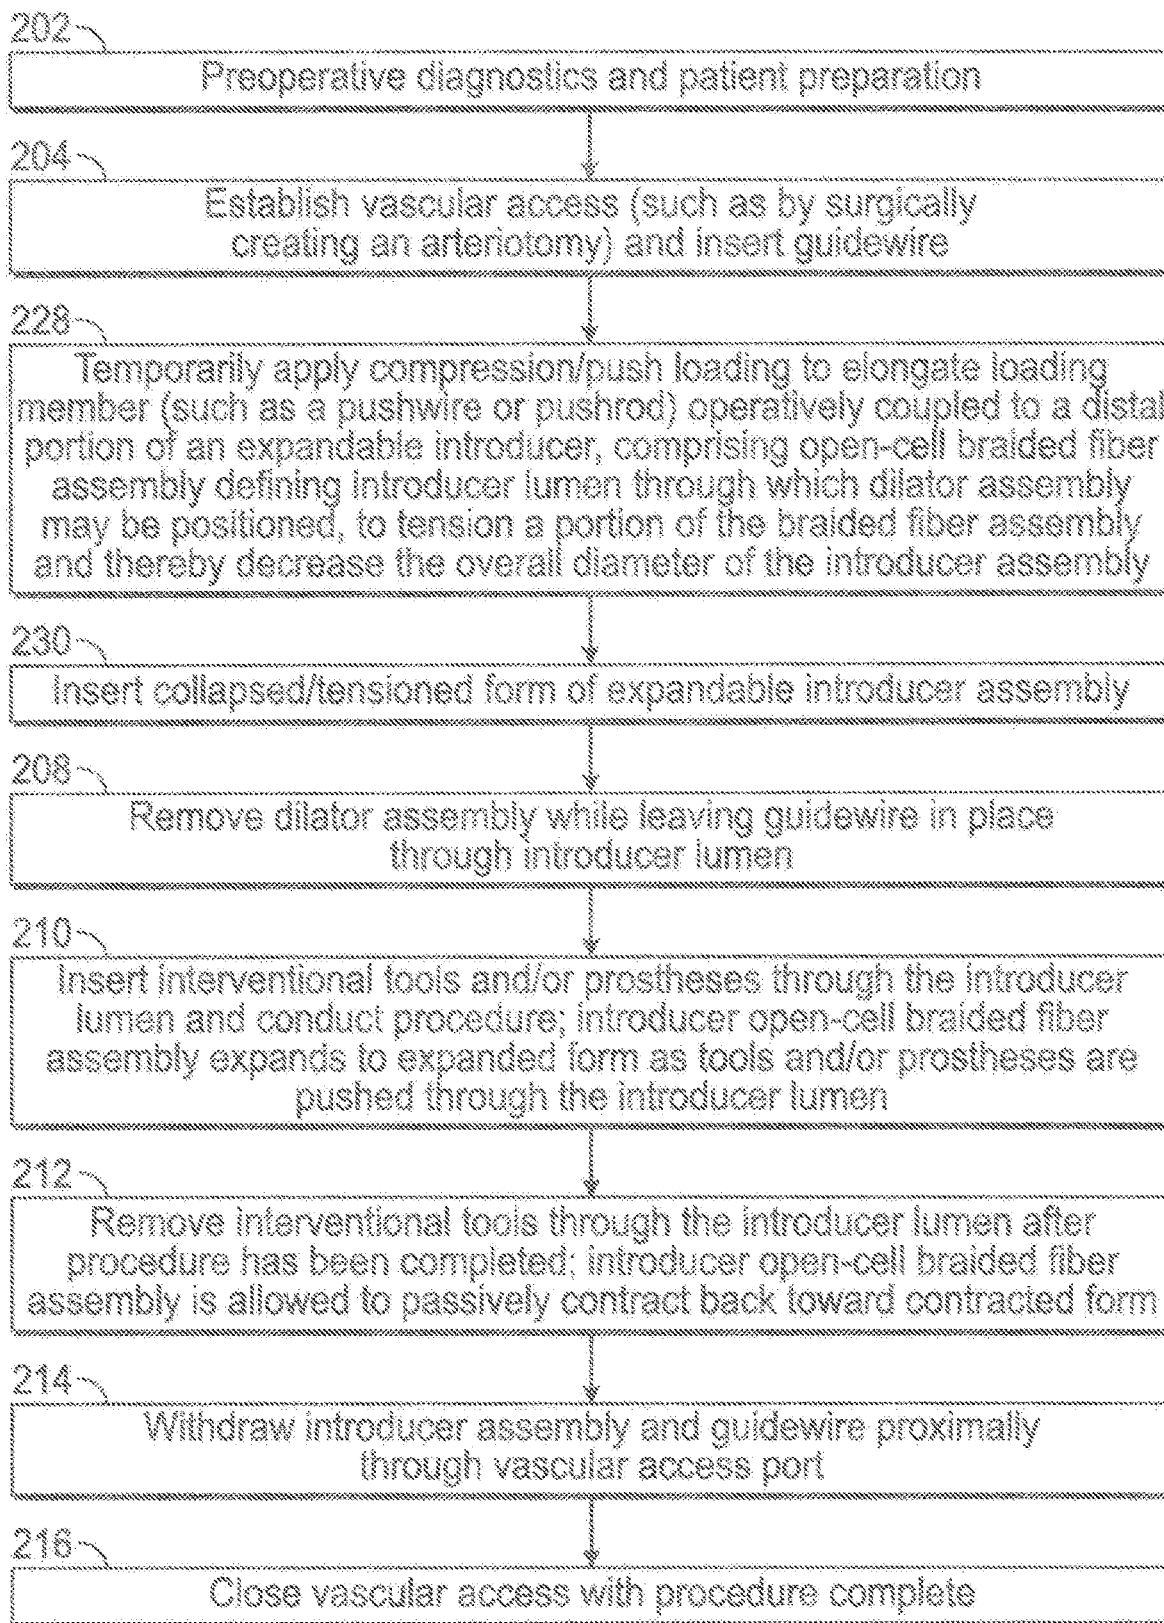 202
Preoperative diagnostics and patient preparation
204
Establish vascular access (such as by surgically
creating an arteriotomy) and insert guidewire
228
Temporarily apply compression/push loading to elongate loading
member (such as a pushwire or pushrod) operatively coupled to a distal
portion of an expandable introducer, comprising open-cell braided fiber
assembly defining introducer lumen through which dilator assembly
may be positioned, to tension a portion of the braided fiber assembly
and thereby decrease the overall diameter of the introducer assembly
230
Insert collapsed/tensioned form of expandable introducer assembly
208
Remove dilator assembly while leaving guidewire in place
through introducer lumen
210
Insert interventional tools and/or prostheses through the introducer
lumen and conduct procedure; introducer open-cell braided fiber
assembly expands to expanded form as tools and/or prostheses are
pushed through the introducer lumen
212
Remove interventional tools through the introducer lumen after
procedure has been completed; introducer open-cell braided fiber
assembly is allowed to passively contract back toward contracted form
214
Withdraw introducer assembly and guidewire proximally
through vascular access port
216
Close vascular access with procedure complete